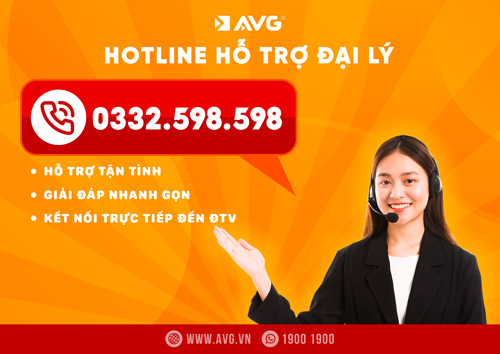 AVG
HOTLINE HỖ TRỢ ĐẠI LÝ
0332.598.598
HỖ TRỢ TẬN TÌNH
GIẢI ĐÁP NHANH GỌN
KẾT NỐI TRỰC TIẾP ĐẾN ĐTV
WWW.AVG.VN 1900 1900